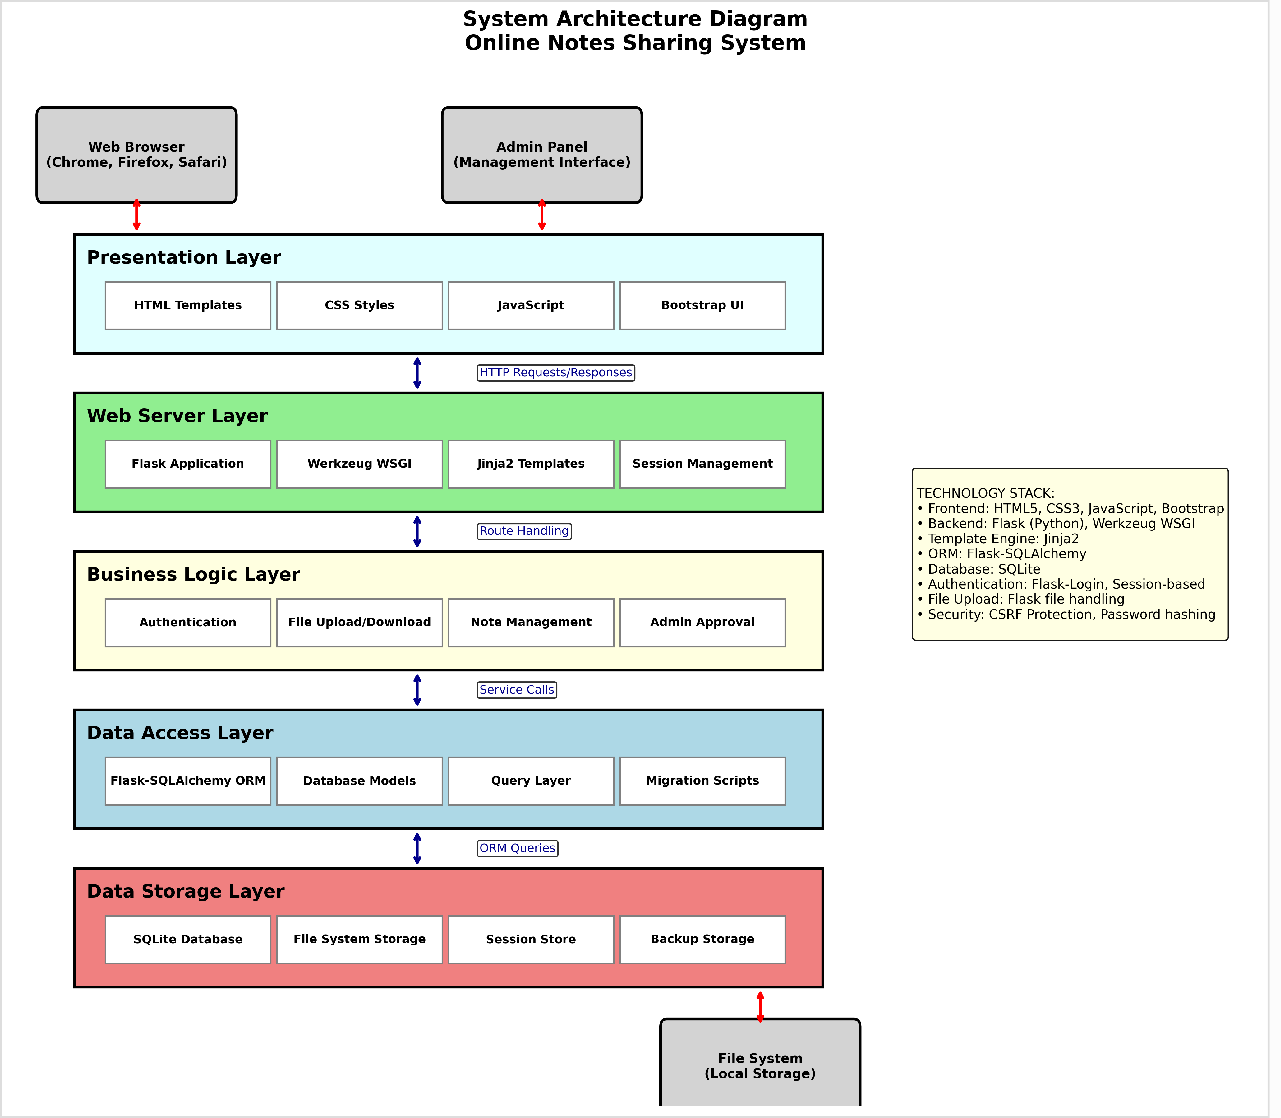 System Architecture Diagram
Online Notes Sharing System
Web Browser
(Chrome, Firefox, Safari)
Admin Panel
(Management Interface)
Presentation Layer
HTML Templates
CSS Styles
JavaScript
Bootstrap UI
HTTP Requests/Responses
Web Server Layer
Flask Application
Werkzeug WSGI
Jinja2 Templates
Session Management
Route Handling
Business Logic Layer
Authentication
File Upload/Download
Note Management
Admin Approval
Service Calls
Data Access Layer
Flask-SQLAlchemy ORM
Database Models
Query Layer
Migration Scripts
ORM Queries
Data Storage Layer
SQLite Database
File System Storage
Session Store
Backup Storage
File System
(Local Storage)
TECHNOLOGY STACK:
• Frontend: HTML5, CSS3, JavaScript, Bootstrap
• Backend: Flask (Python), Werkzeug WSGI
• Template Engine: Jinja2
• ORM: Flask-SQLAlchemy
• Database: SQLite
• Authentication: Flask-Login, Session-based
• File Upload: Flask file handling
• Security: CSRF Protection, Password hashing